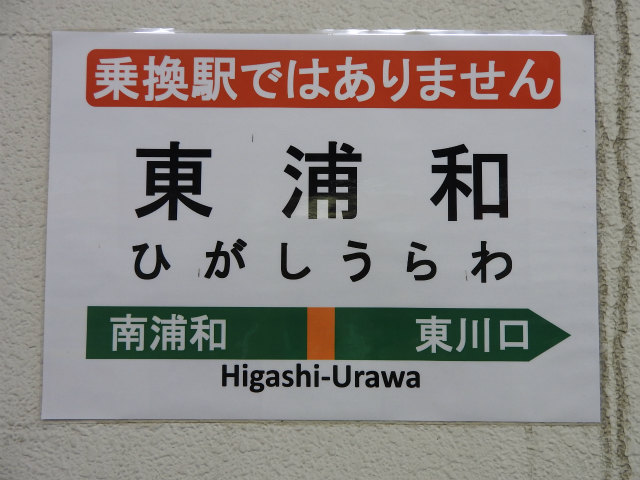 乗換駅ではありません
東浦和
ひがしうらわ
南浦和 東川口
Higashi-Urawa